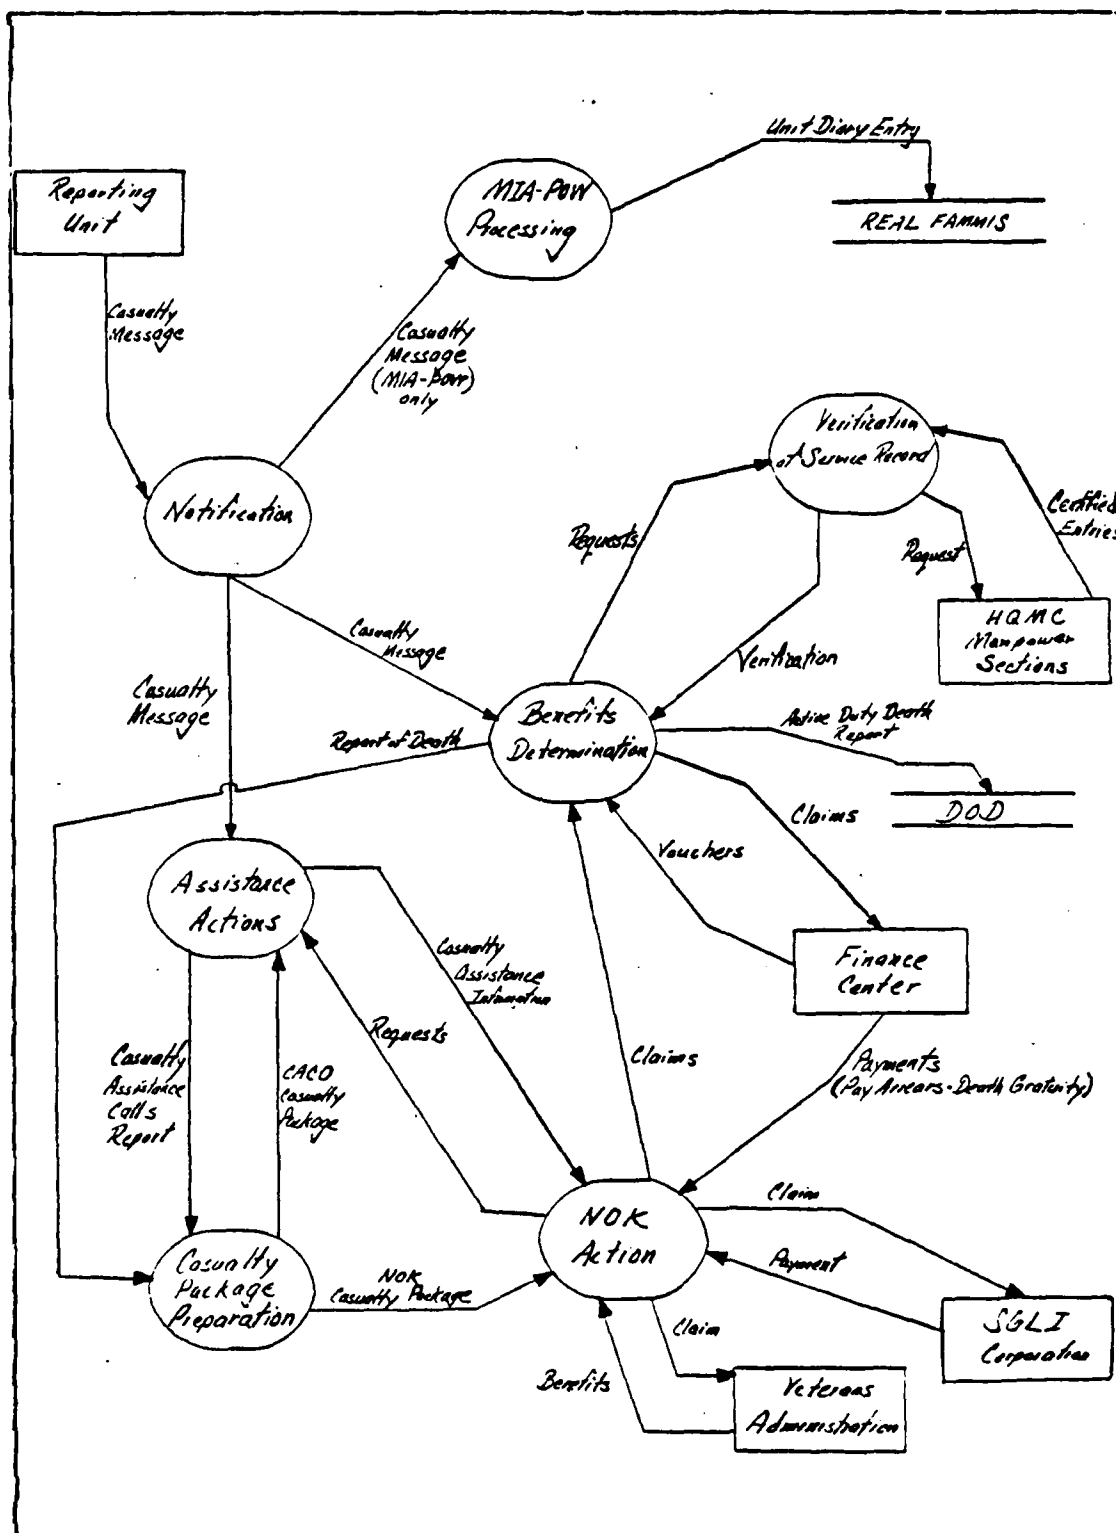 Unit Diary Entry
Reporting
Unit
MIA-POW
Processing
REAL FAMMIS
Casualty
Message
Casualty
Message
(MIA-POW)
only
Verification
of Service Record
Notification
Requests
Request
Certified
Entries
HQMC
Manpower
Sections
Casualty
Message
Verification
Casualty
Message
Benefits
Determination
Report of Death
Active Duty Death
Report
DOD
Claims
Vouchers
Assistance
Actions
Casualty
Assistance
Information
Finance
Center
Requests
Claims
Casualty
Assistance
Calls
Report
CACO
Casualty
Package
Payments
(Pay Arrears - Death Gratuity)
NOK
Action
Claim
Payment
Casualty
Package
Preparation
NOK
Casualty Package
SGLI
Corporation
Claim
Benefits
Veterans
Administration